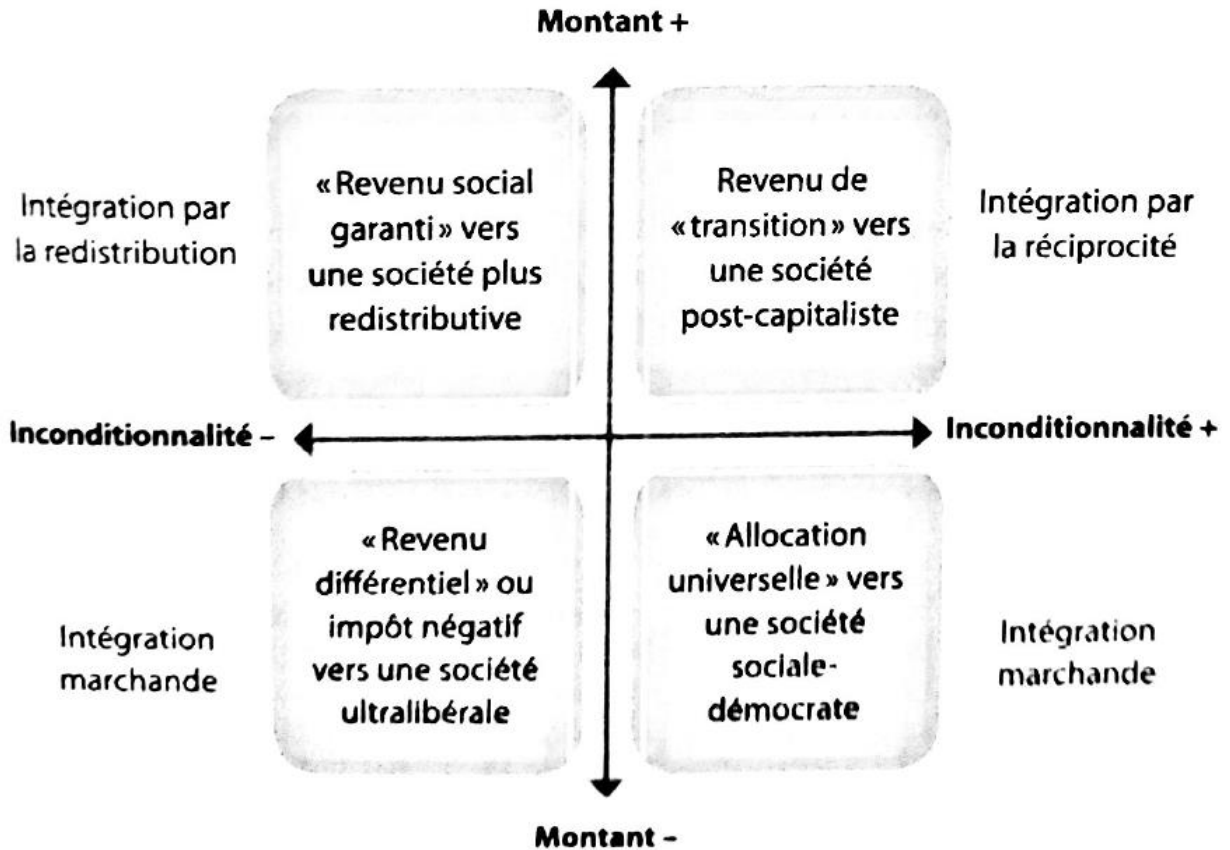 Montant +
Intégration par
la redistribution
« Revenu social
garanti » vers
une société plus
redistributive
Revenu de
« transition » vers
une société
post-capitaliste
Intégration par
la réciprocité
Inconditionnalité –
Inconditionnalité +
Intégration
marchande
« Revenu
différentiel » ou
impôt négatif
vers une société
ultralibérale
« Allocation
universelle » vers
une société
sociale-
démocrate
Intégration
marchande
Montant –